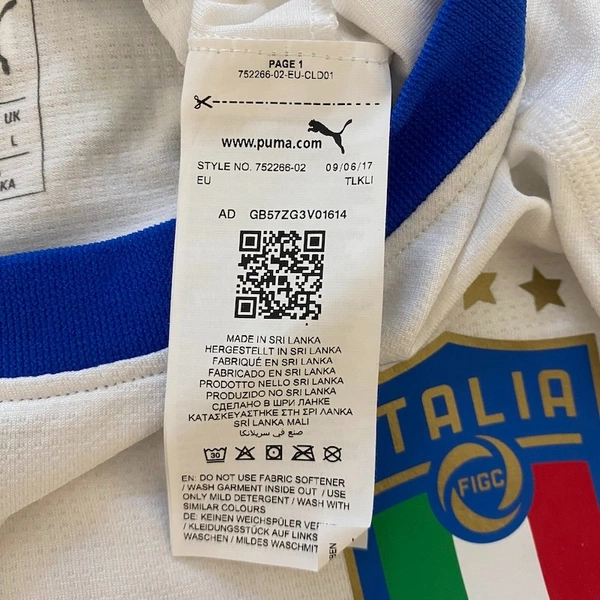 UK
L
PAGE 1
752266-02-EU-CLD01
www.puma.com
STYLE NO. 752266-02 09/06/17
EU TLKLI
AD GB57ZG3V01614
MADE IN SRI LANKA
HERGESTELLT IN SRI LANKA
FABRIQUÉ EN SRI LANKA
FABRICADO EN SRI LANKA
PRODOTTO NELLO SRI LANKA
PRODUZIDO NO SRI LANKA
СДЕЛАНО В ШРИ ЛАНКЕ
ΚΑΤΑΣΚΕΥΑΣΤΗΚΕ ΣΤΗ ΣΡΙ ΛΑΝΚΑ
SRİ LANKA MALI
صنع في سريلانكا
30
EN: DO NOT USE FABRIC SOFTENER
/ WASH GARMENT INSIDE OUT / USE
ONLY MILD DETERGENT / WASH WITH
SIMILAR COLOURS
DE: KEINEN WEICHSPÜLER
/ KLEIDUNGSSTÜCK AUF LINKS
WASCHEN / MILDES
ITALIA
FIGC